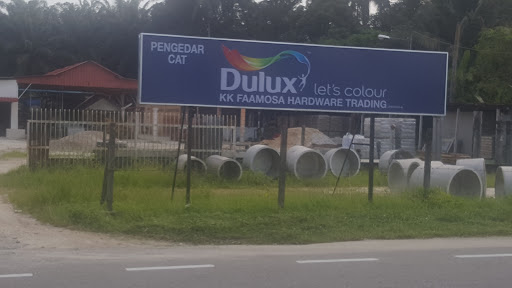 PENGEDAR
CAT
Dulux let's colour
KK FAAMOSA HARDWARE TRADING